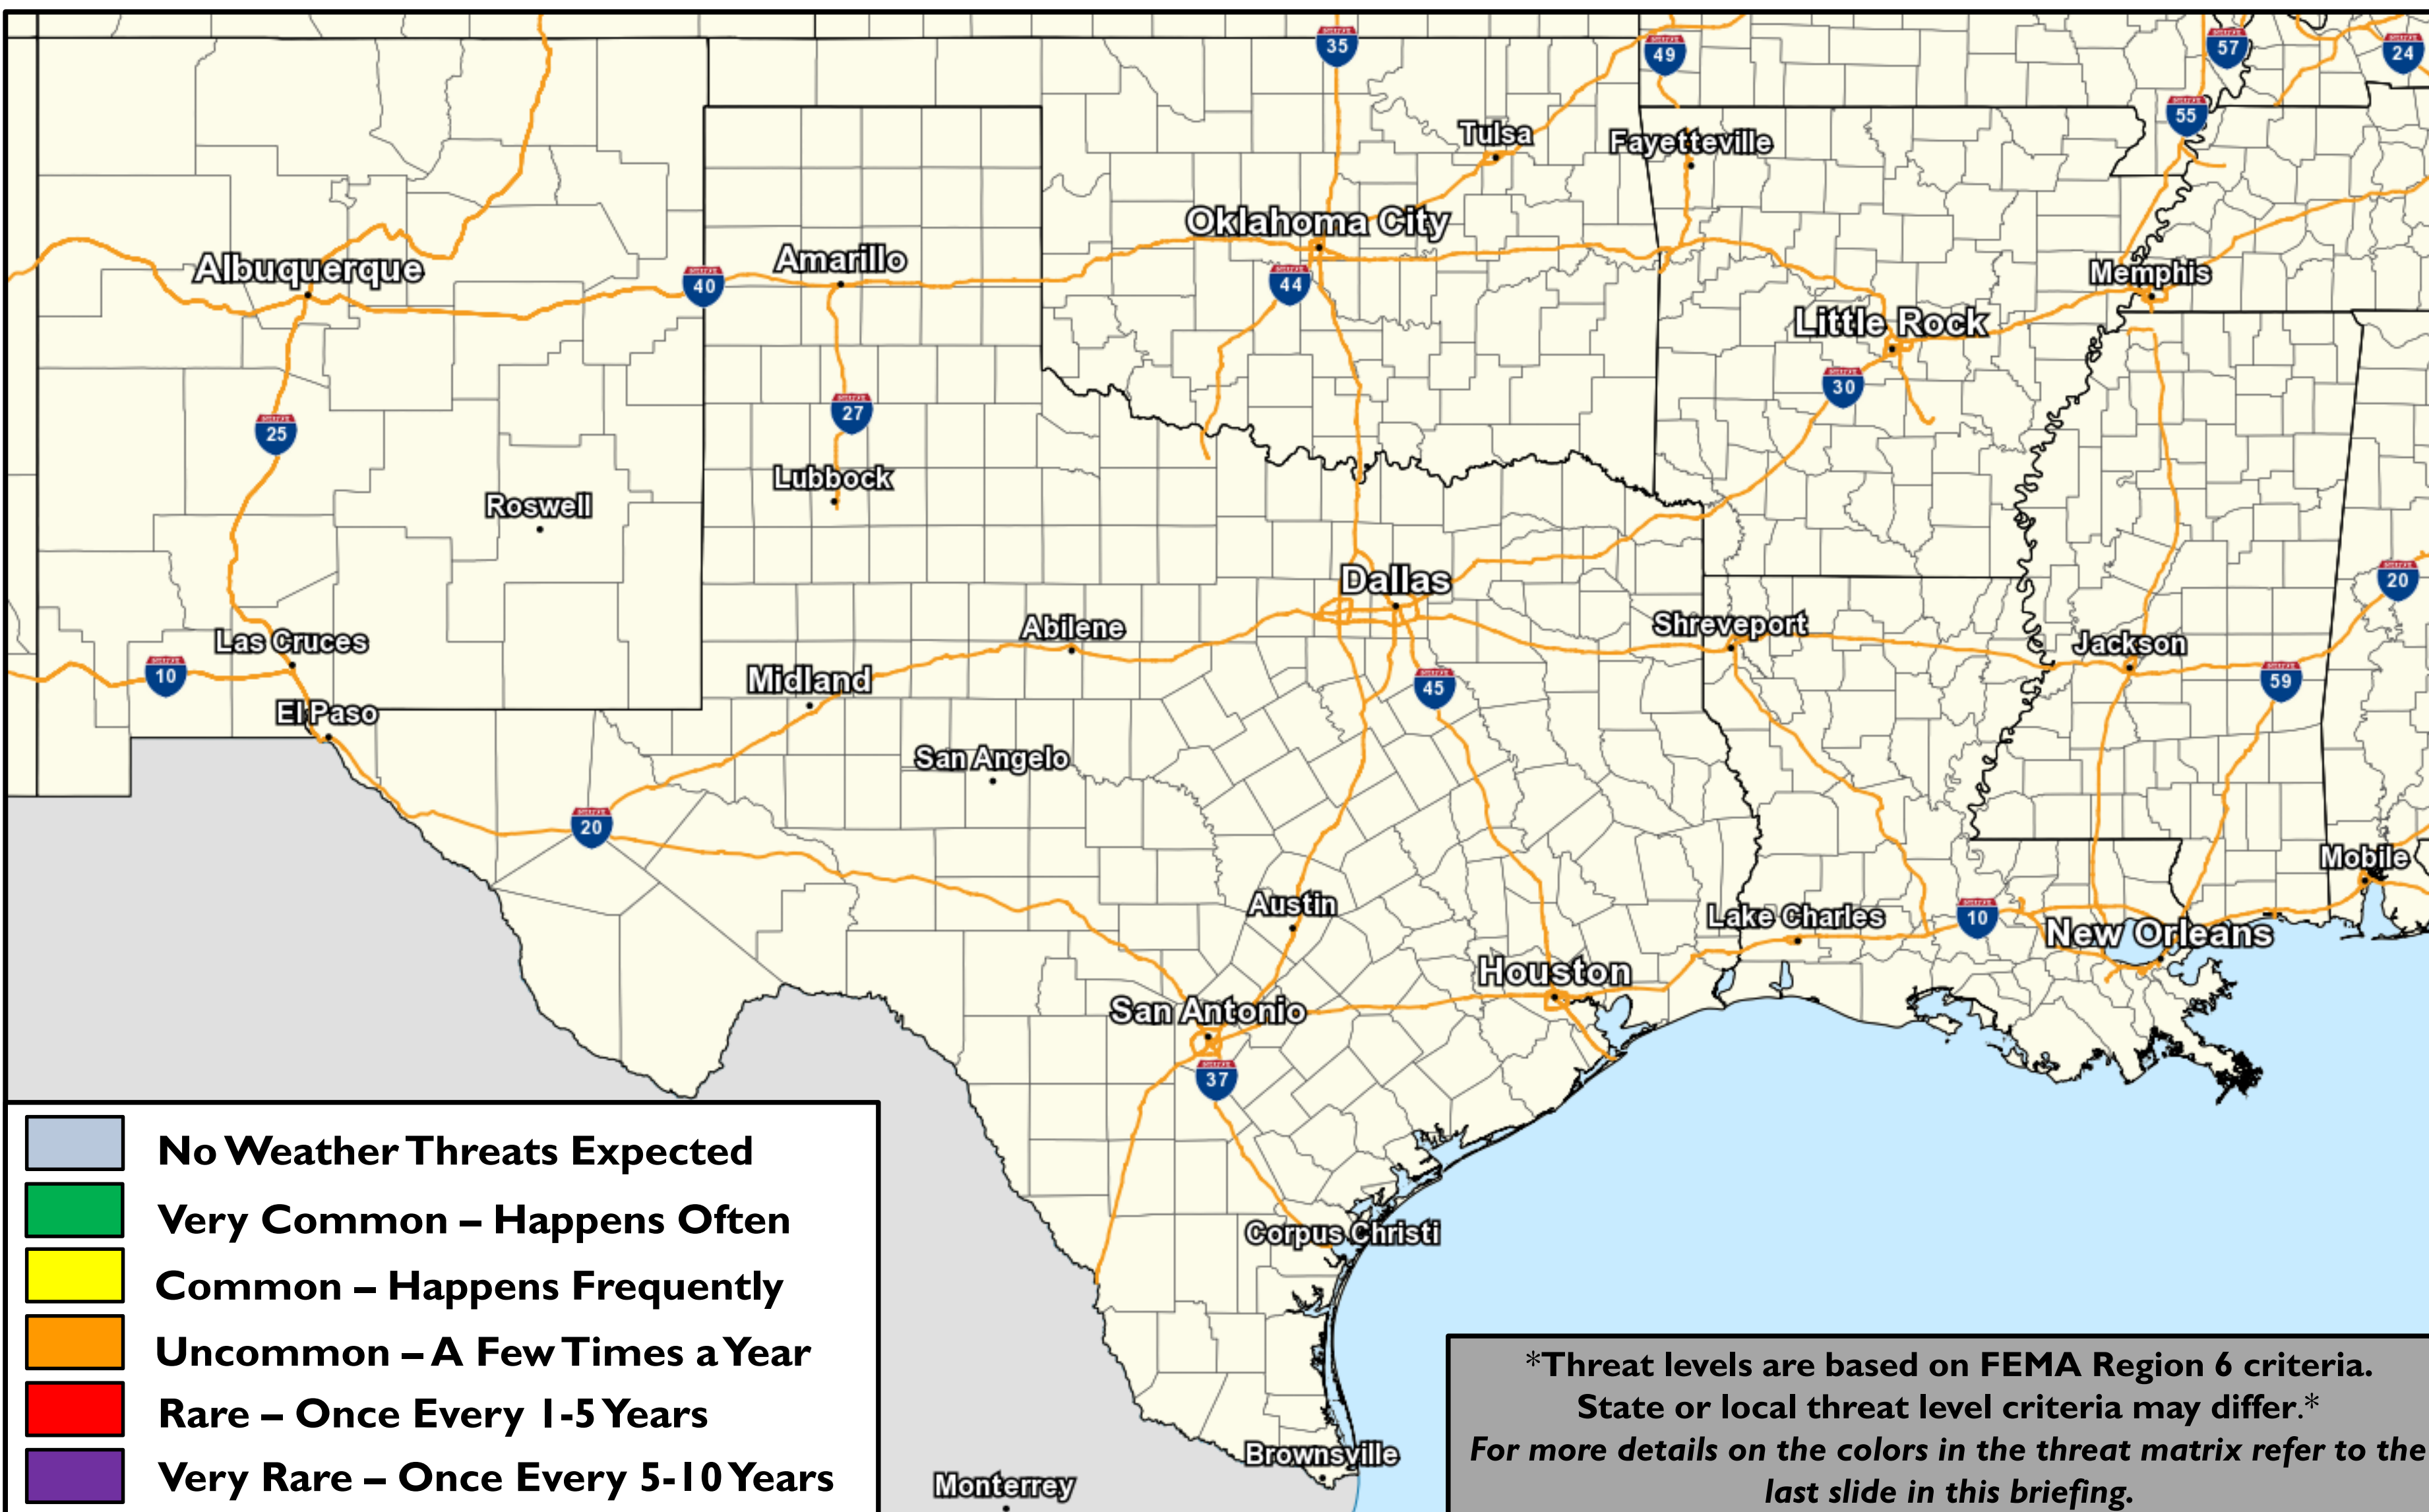 35
49
57
24
55
Tulsa
Fayetteville
Oklahoma City
Albuquerque
Amarillo
40
44
Memphis
Little Rock
30
27
25
Lubbock
Roswell
Dallas
20
Abilene
Shreveport
Las Cruces
Jackson
10
Midland
45
59
El Paso
San Angelo
20
Mobile
Austin
Lake Charles
10
New Orleans
Houston
San Antonio
37
Corpus Christi
Brownsville
Monterrey
No Weather Threats Expected
Very Common – Happens Often
Common – Happens Frequently
Uncommon – A Few Times a Year
Rare – Once Every 1-5 Years
Very Rare – Once Every 5-10 Years
*Threat levels are based on FEMA Region 6 criteria.
State or local threat level criteria may differ.*
For more details on the colors in the threat matrix refer to the
last slide in this briefing.